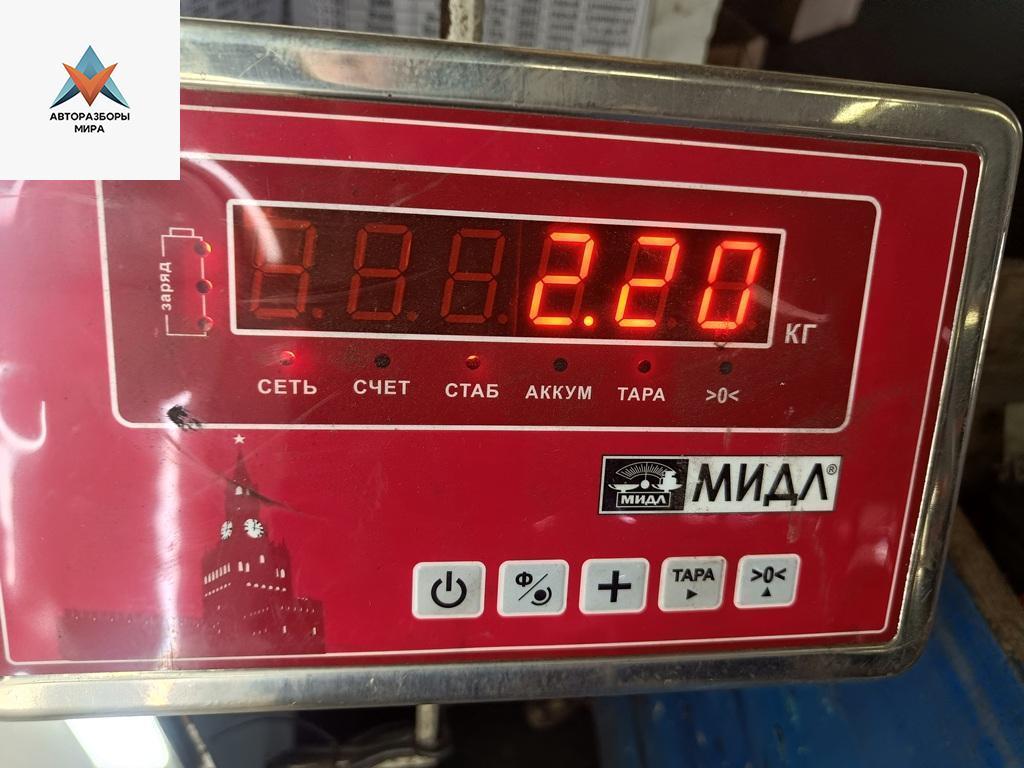 АВТОРАЗБОРЫ
МИРА
заряд
2.20
КГ
СЕТЬ СЧЕТ СТАБ АККУМ ТАРА >0<
МИДЛ МИДЛ®
Ф ТАРА >0<